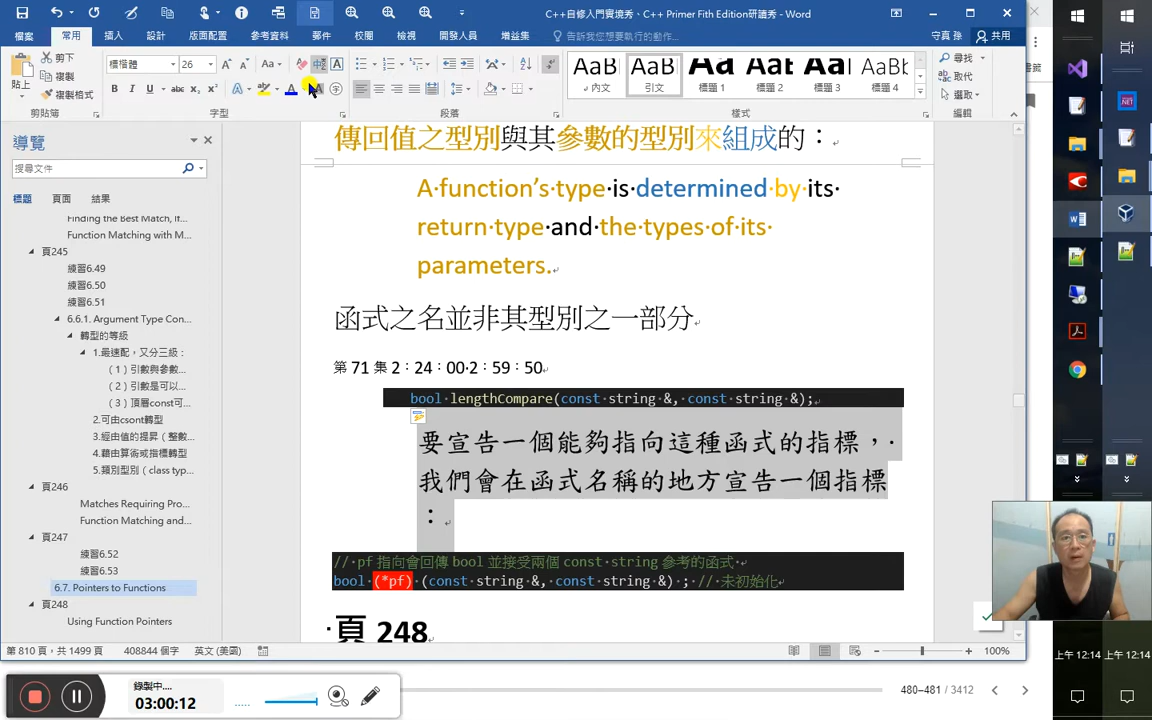 C++自修入門實境秀、C++ Primer Fith Edition研讀秀 - Word
檔案 常用 插入 設計 版面配置 參考資料 郵件 校閱 檢視 開發人員 增益集 告訴我您想要執行的動作... 守真 孫 共用
貼上 剪下 複製 複製格式
標楷體 26
AaBb AaBb AaBb AaBb AaBb AaBb
內文 引文 標題 1 標題 2 標題 3 標題 4
尋找 取代 選取
剪貼簿 字型 段落 樣式 編輯
導覽
搜尋文件
標題 頁面 結果
Finding the Best Match, If...
Function Matching with M...
頁245
練習6.49
練習6.50
練習6.51
6.6.1. Argument Type Con...
轉型的等級
1.最速配，又分三級：
（1）引數與參數...
（2）引數是可以...
（3）頂層const可...
2.可由csont轉型
3.經由值的提昇（整數...
4.藉由算術或指標轉型
5.類別型別（class typ...
頁246
Matches Requiring Pro...
Function Matching and...
頁247
練習6.52
練習6.53
6.7. Pointers to Functions
頁248
Using Function Pointers
傳回值之型別與其參數的型別來組成的：
A function's type is determined by its
return type and the types of its
parameters.
函式之名並非其型別之一部分
第 71 集 2：24：00 2：59：50
bool lengthCompare(const string &, const string &);
要宣告一個能夠指向這種函式的指標，
我們會在函式名稱的地方宣告一個指標
：
// pf 指向會回傳 bool 並接受兩個 const string 參考的函式
bool (*pf) (const string &, const string &) ; // 未初始化
頁 248
第 810 頁，共 1499 頁 408844 個字 英文 (美國) 100%
錄製中...
03:00:12
480–481 / 3412
上午 12:14 上午 12:14